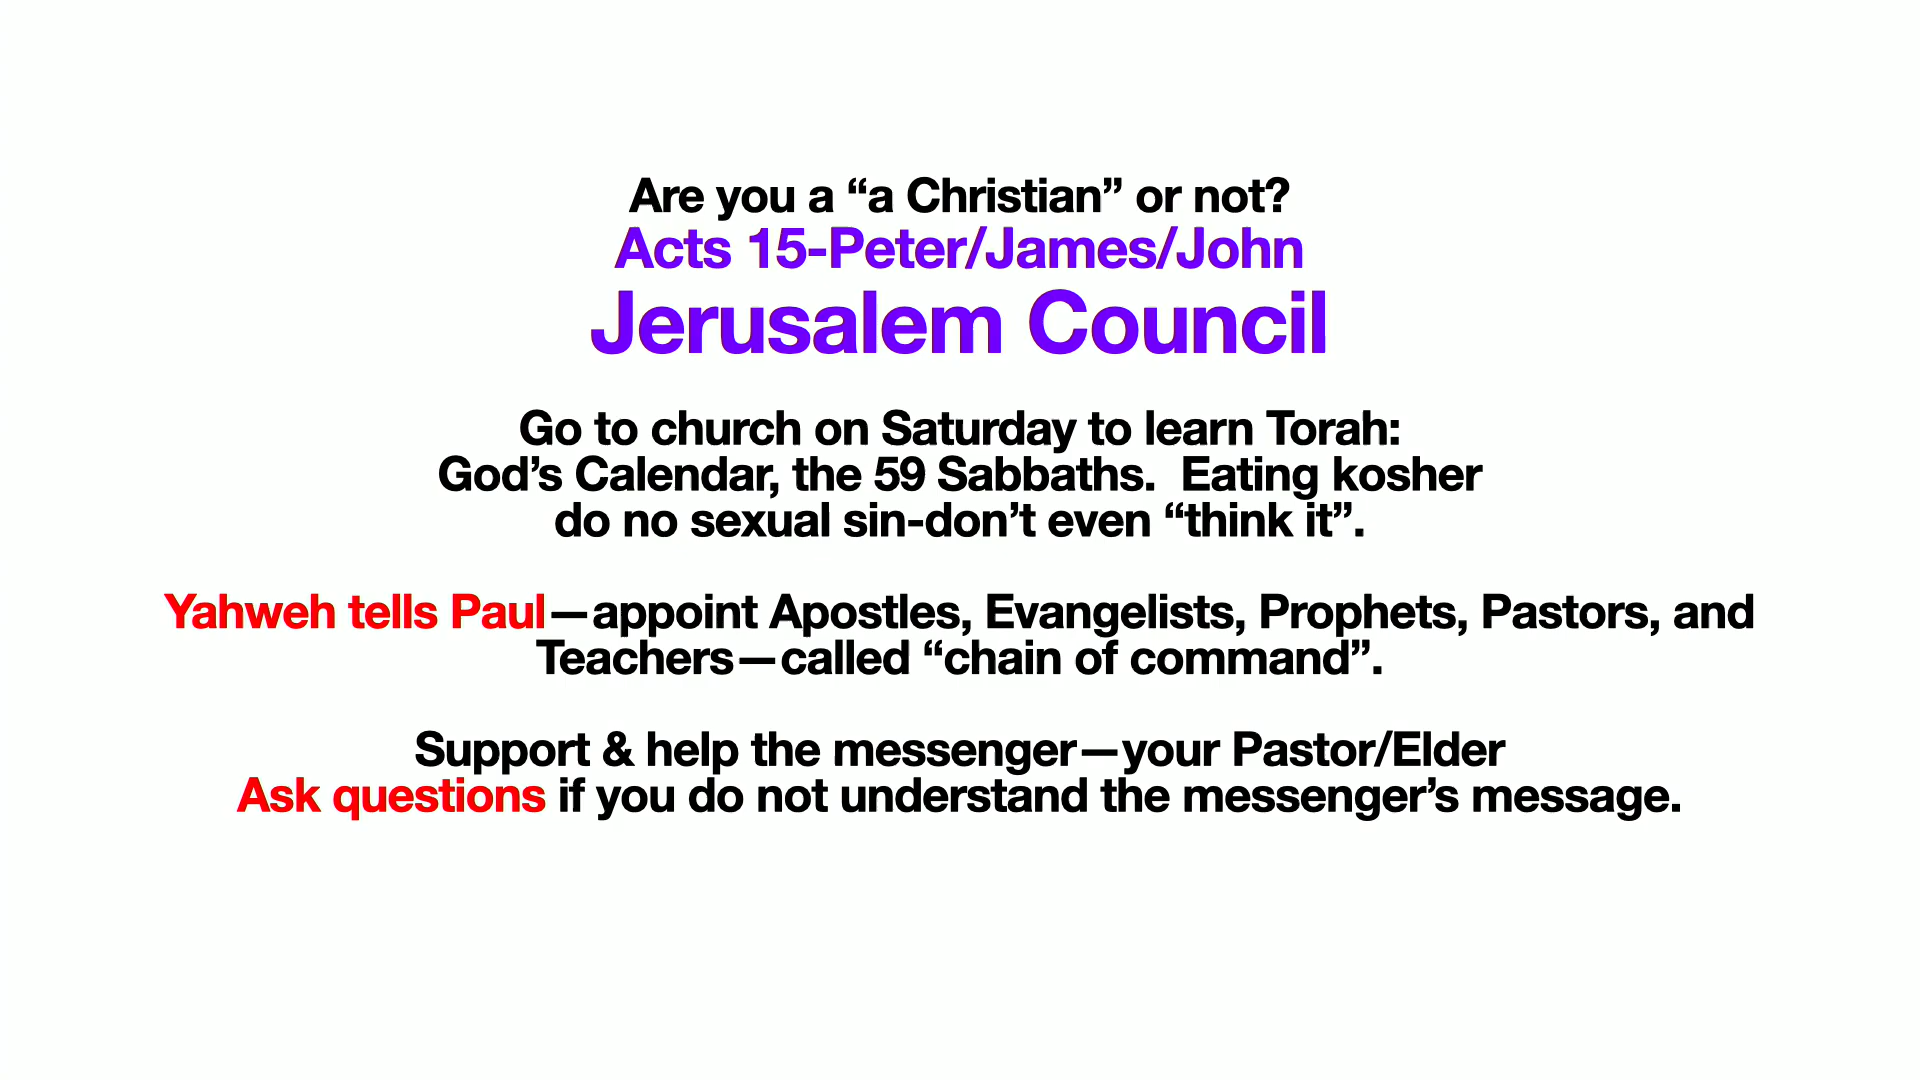 Are you a “a Christian” or not?
Acts 15-Peter/James/John
Jerusalem Council
Go to church on Saturday to learn Torah:
God’s Calendar, the 59 Sabbaths.  Eating kosher
do no sexual sin-don’t even “think it”.
Yahweh tells Paul—appoint Apostles, Evangelists, Prophets, Pastors, and
Teachers—called “chain of command”.
Support & help the messenger—your Pastor/Elder
Ask questions if you do not understand the messenger’s message.